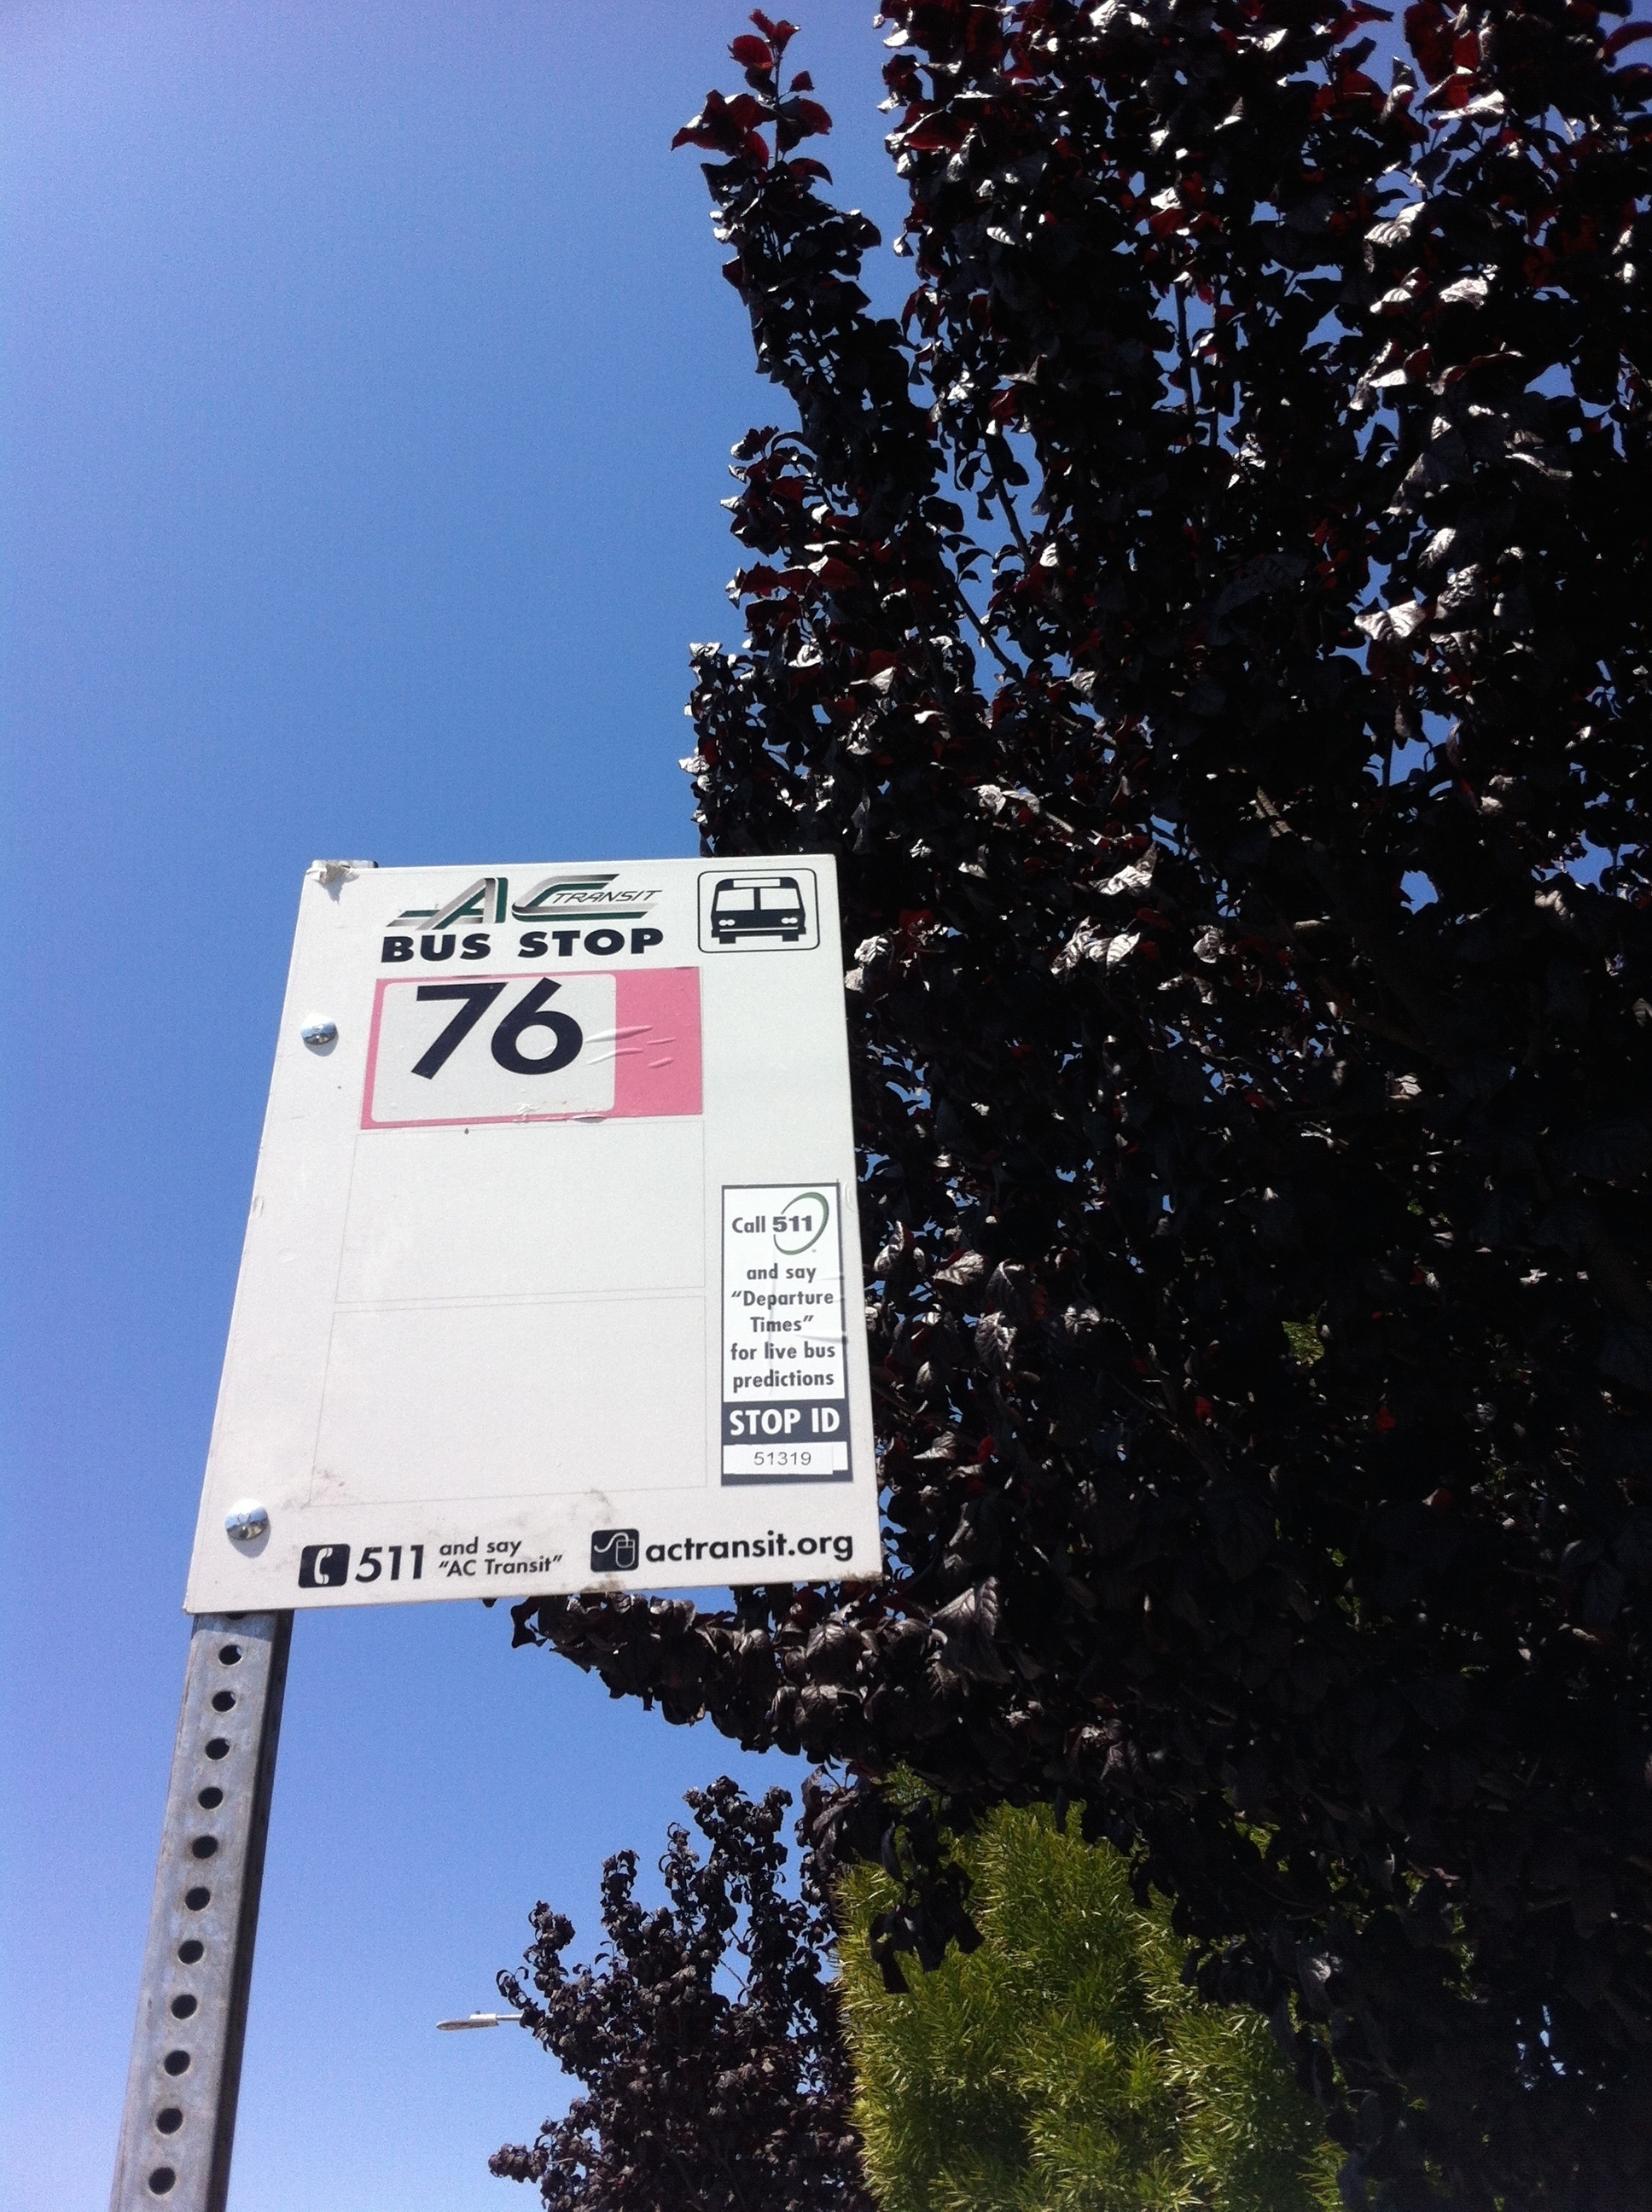 AC TRANSIT
BUS STOP
76
Call 511
and say
"Departure
Times"
for live bus
predictions
STOP ID
51319
511 and say
"AC Transit"
actransit.org